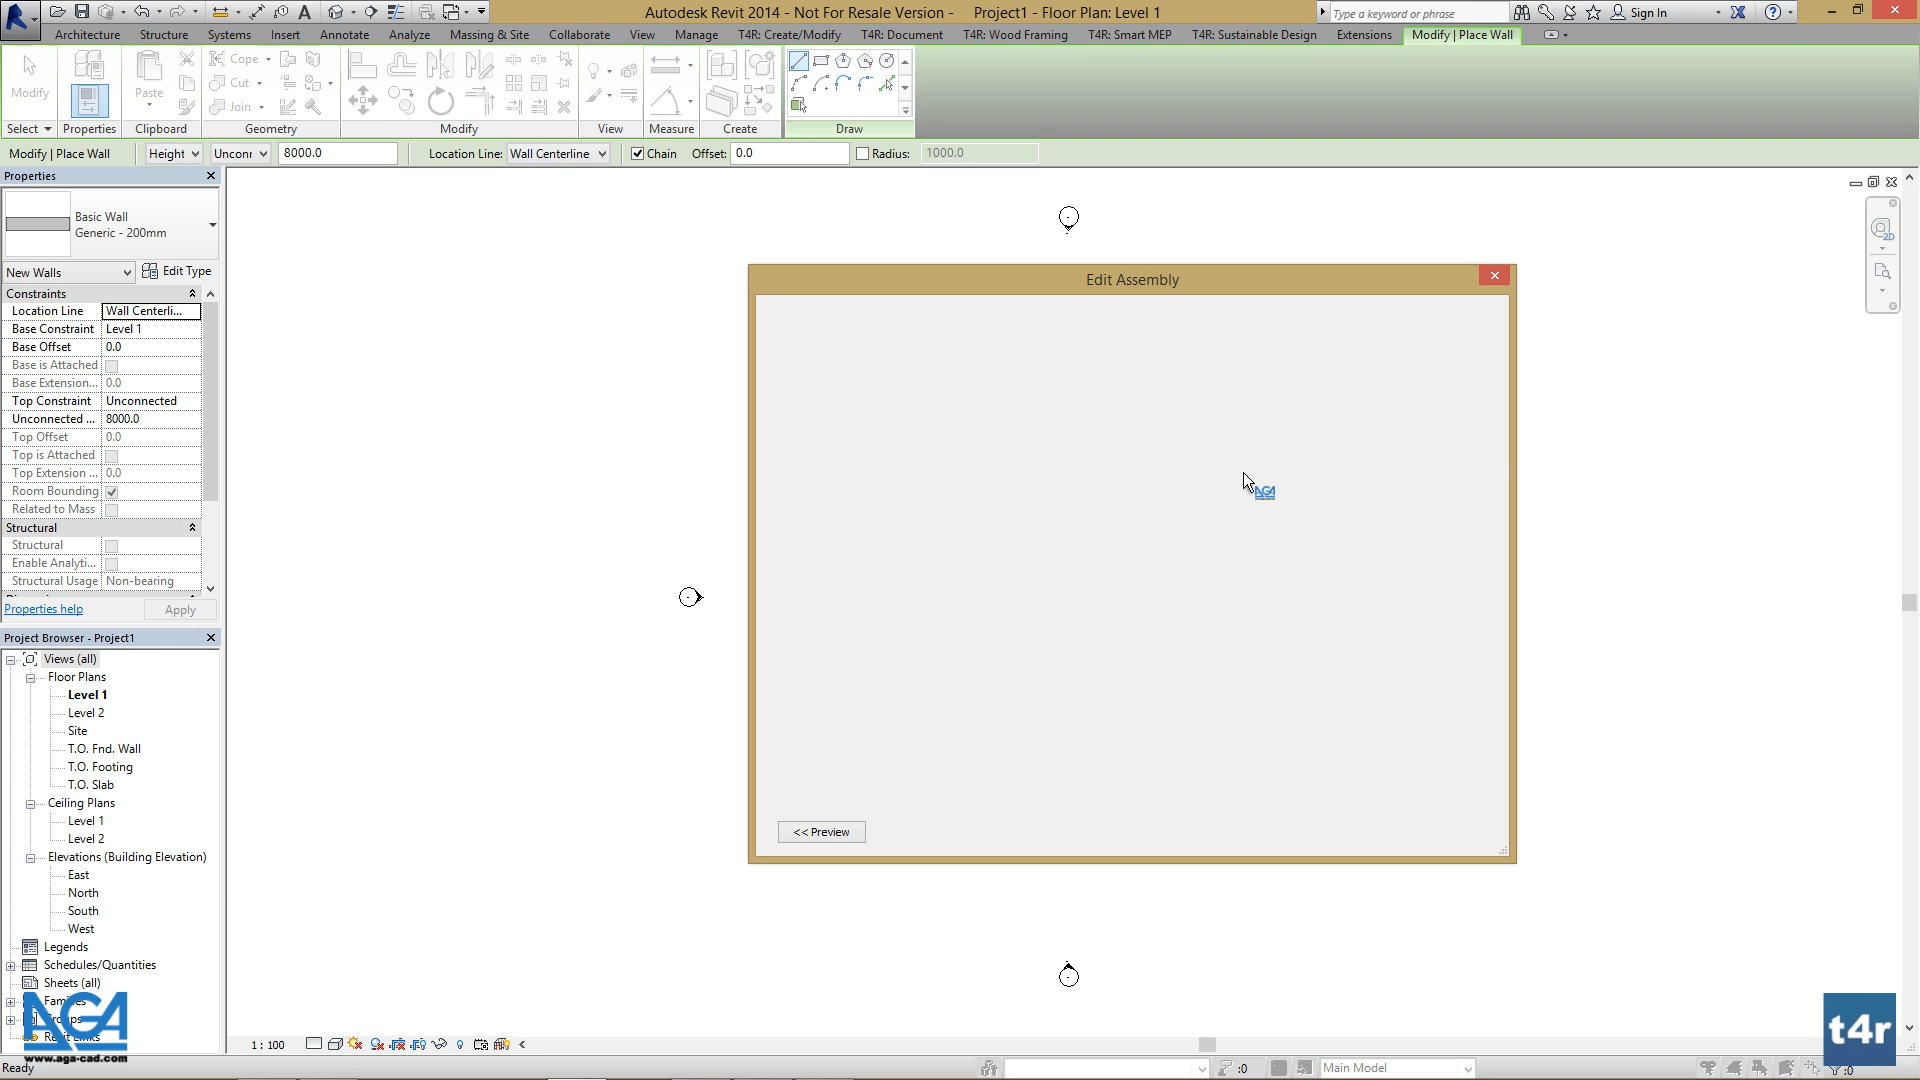 Autodesk Revit 2014 - Not For Resale Version - Project1 - Floor Plan: Level 1
Type a keyword or phrase
Sign In
Architecture Structure Systems Insert Annotate Analyze Massing & Site Collaborate View Manage T4R: Create/Modify T4R: Document T4R: Wood Framing T4R: Smart MEP T4R: Sustainable Design Extensions Modify | Place Wall
Cope
Cut
Join
Modify
Paste
Select Properties Clipboard Geometry Modify View Measure Create Draw
Modify | Place Wall Height Unconr 8000.0 Location Line: Wall Centerline Chain Offset: 0.0 Radius: 1000.0
Properties
Basic Wall
Generic - 200mm
New Walls Edit Type
Constraints
Location Line Wall Centerli...
Base Constraint Level 1
Base Offset 0.0
Base is Attached
Base Extension... 0.0
Top Constraint Unconnected
Unconnected ... 8000.0
Top Offset 0.0
Top is Attached
Top Extension ... 0.0
Room Bounding
Related to Mass
Structural
Structural
Enable Analyti...
Structural Usage Non-bearing
Properties help Apply
Project Browser - Project1
Views (all)
Floor Plans
Level 1
Level 2
Site
T.O. Fnd. Wall
T.O. Footing
T.O. Slab
Ceiling Plans
Level 1
Level 2
Elevations (Building Elevation)
East
North
South
West
Legends
Schedules/Quantities
Sheets (all)
Families
Groups
Revit Links
AGA
www.aga-cad.com
Ready
Edit Assembly
AGA
<< Preview
2D
1 : 100
:0
Main Model
:0
t4r